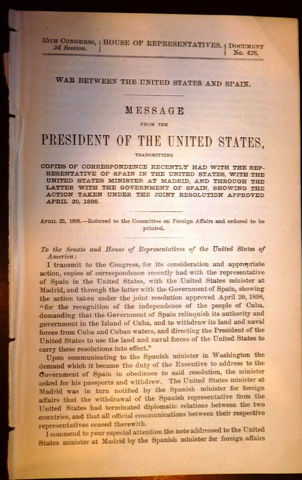 55TH CONGRESS, HOUSE OF REPRESENTATIVES. DOCUMENT
2d Session. No. 428.
WAR BETWEEN THE UNITED STATES AND SPAIN.
MESSAGE
FROM THE
PRESIDENT OF THE UNITED STATES,
TRANSMITTING
COPIES OF CORRESPONDENCE RECENTLY HAD WITH THE REP-
RESENTATIVE OF SPAIN IN THE UNITED STATES, WITH THE
UNITED STATES MINISTER AT MADRID, AND THROUGH THE
LATTER WITH THE GOVERNMENT OF SPAIN, SHOWING THE
ACTION TAKEN UNDER THE JOINT RESOLUTION APPROVED
APRIL 20, 1898.
APRIL 25, 1898.—Referred to the Committee on Foreign Affairs and ordered to be
printed.
To the Senate and House of Representatives of the United States of
America:
I transmit to the Congress, for its consideration and appropriate
action, copies of correspondence recently had with the representative
of Spain in the United States, with the United States minister at
Madrid, and through the latter with the Government of Spain, showing
the action taken under the joint resolution approved April 20, 1898,
"for the recognition of the independence of the people of Cuba,
demanding that the Government of Spain relinquish its authority and
government in the Island of Cuba, and to withdraw its land and naval
forces from Cuba and Cuban waters, and directing the President of the
United States to use the land and naval forces of the United States to
carry these resolutions into effect."
Upon communicating to the Spanish minister in Washington the
demand which it became the duty of the Executive to address to the
Government of Spain in obedience to said resolution, the minister
asked for his passports and withdrew. The United States minister at
Madrid was in turn notified by the Spanish minister for foreign
affairs that the withdrawal of the Spanish representative from the
United States had terminated diplomatic relations between the two
countries, and that all official communications between their respective
representatives ceased therewith.
I commend to your especial attention the note addressed to the United
States minister at Madrid by the Spanish minister for foreign affairs